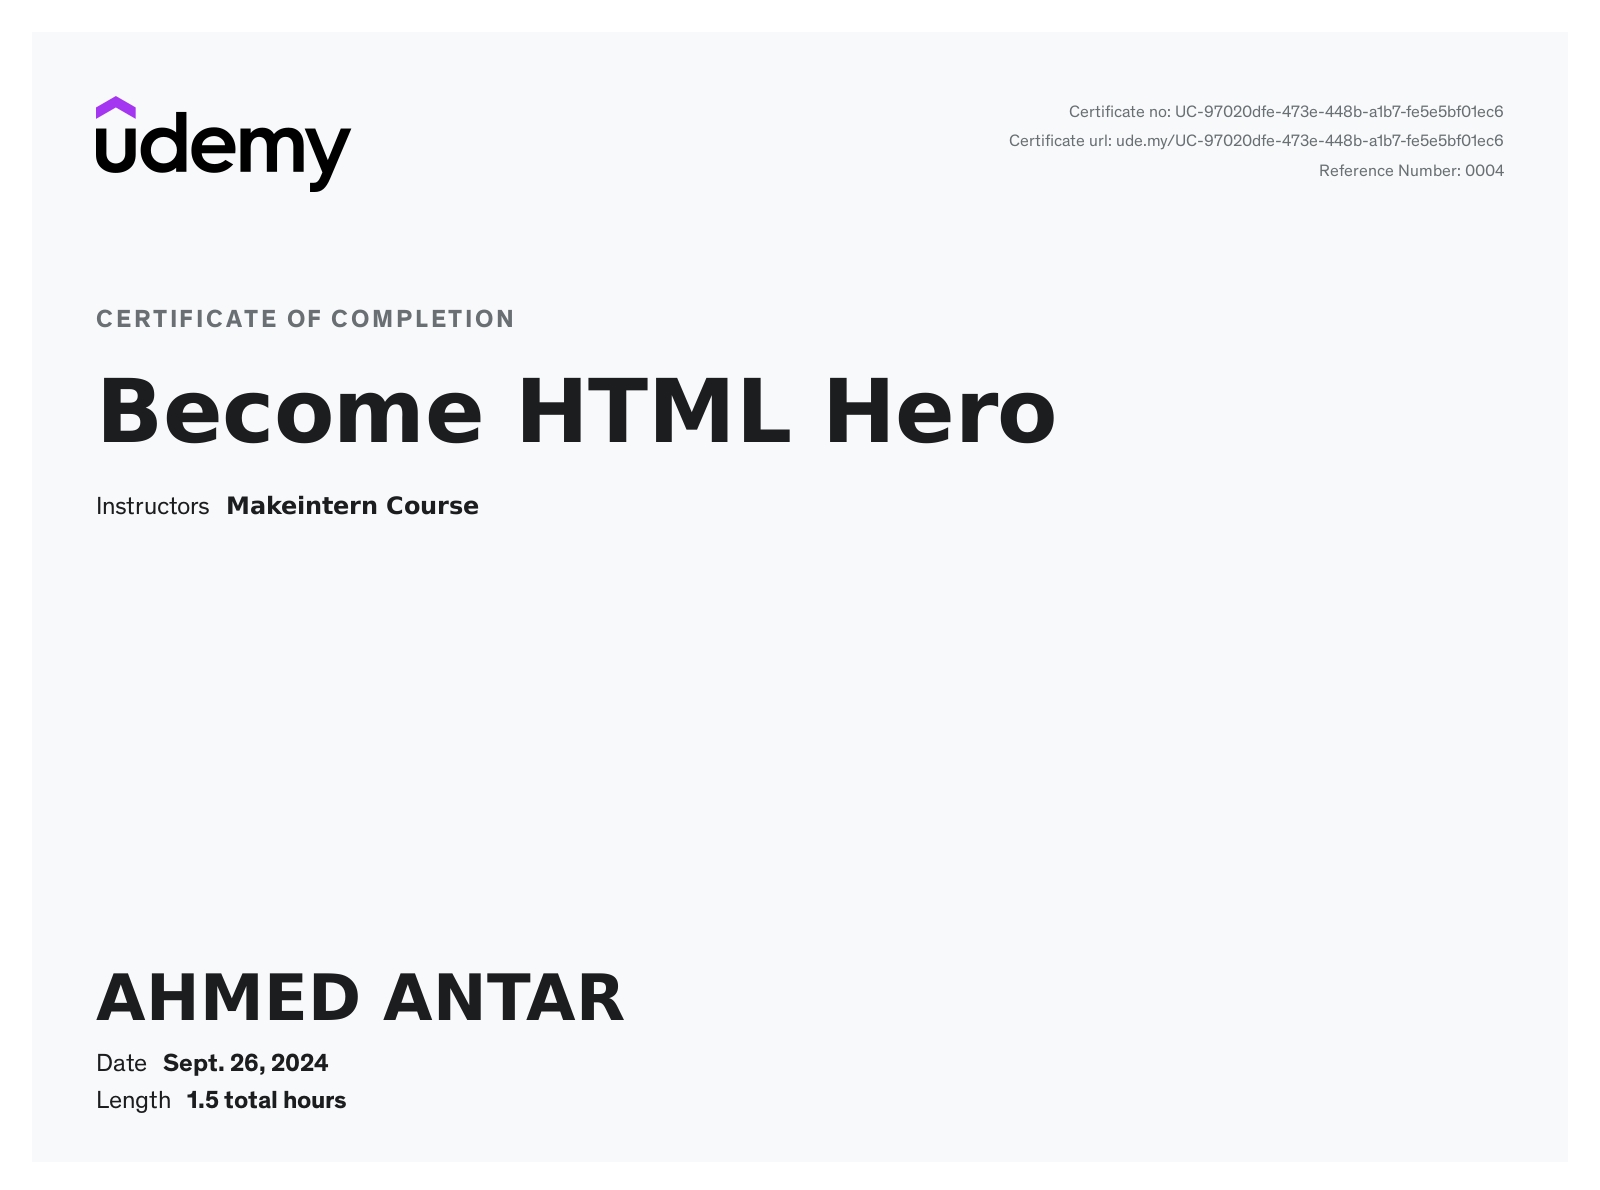 udemy
Certificate no: UC-97020dfe-473e-448b-a1b7-fe5e5bf01ec6
Certificate url: ude.my/UC-97020dfe-473e-448b-a1b7-fe5e5bf01ec6
Reference Number: 0004
CERTIFICATE OF COMPLETION
Become HTML Hero
Instructors Makeintern Course
AHMED ANTAR
Date Sept. 26, 2024
Length 1.5 total hours